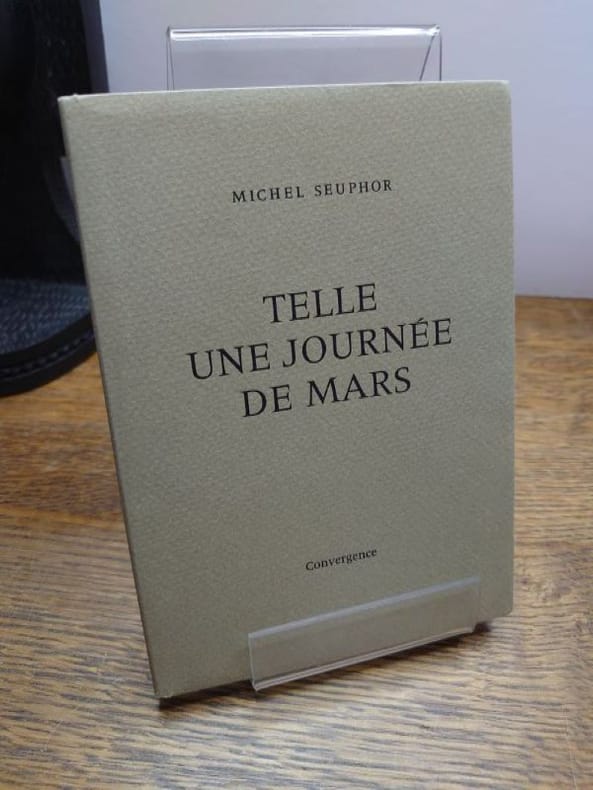 MICHEL SEUPHOR
TELLE
UNE JOURNÉE
DE MARS
Convergence